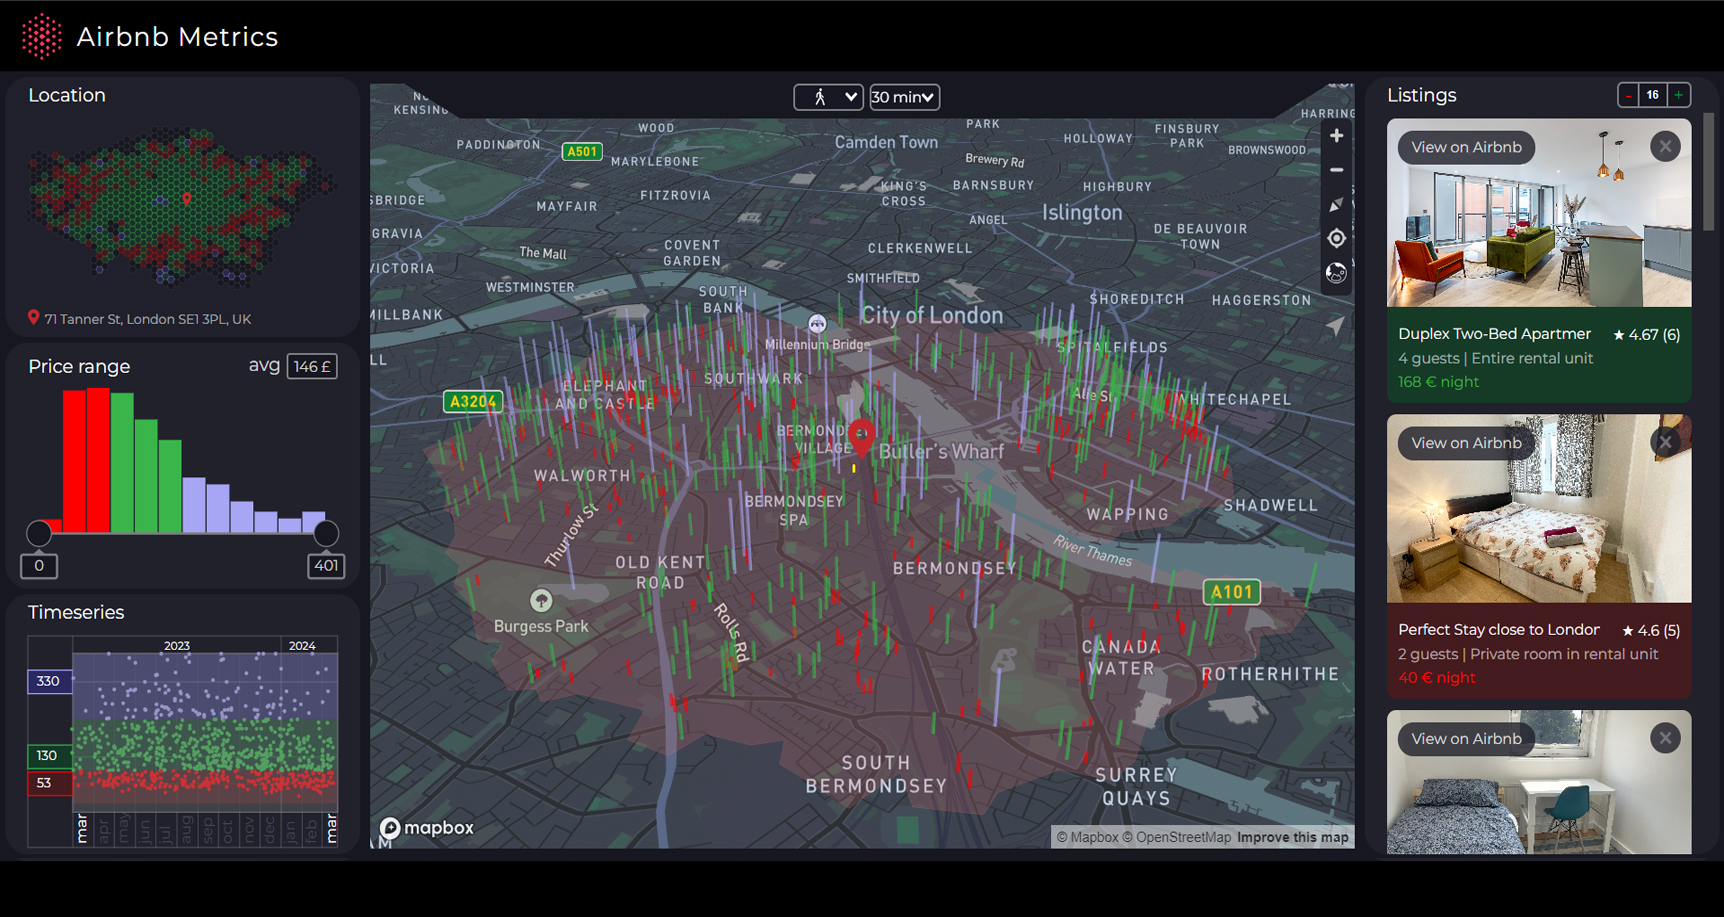 Airbnb Metrics
Location
71 Tanner St, London SE1 3PL, UK
Price range
avg 146 £
0
401
Timeseries
2023
2024
330
130
53
mar
apr
may
jun
jul
aug
sep
oct
nov
dec
jan
feb
mar
30 min
KENSING
PADDINGTON
A501
WOOD
MARYLEBONE
Camden Town
PARK
Brewery Rd
HOLLOWAY
FINSBURY
PARK
HARRING
BROWNSWOOD
SBRIDGE
MAYFAIR
FITZROVIA
KING'S
CROSS
BARNSBURY
HIGHBURY
ANGEL
Islington
DE BEAUVOIR
TOWN
GRAVIA
The Mall
COVENT
GARDEN
CLERKENWELL
VICTORIA
WESTMINSTER
SOUTH
BANK
SMITHFIELD
SHOREDITCH
HAGGERSTON
MILLBANK
City of London
Millennium Bridge
SPITALFIELDS
LL
SOUTHWARK
ELEPHANT
AND CASTLE
A3204
Alie St
WHITECHAPEL
BERMONDSEY
VILLAGE
Butler's Wharf
WALWORTH
BERMONDSEY
SPA
WAPPING
SHADWELL
Thurlow St
River Thames
OLD KENT
ROAD
BERMONDSEY
A101
Burgess Park
Rolls Rd
CANADA
WATER
ROTHERHITHE
SOUTH
BERMONDSEY
SURREY
QUAYS
mapbox
© Mapbox © OpenStreetMap Improve this map
Listings
- 16 +
View on Airbnb
Duplex Two-Bed Apartmer ★ 4.67 (6)
4 guests | Entire rental unit
168 € night
View on Airbnb
Perfect Stay close to Londor ★ 4.6 (5)
2 guests | Private room in rental unit
40 € night
View on Airbnb